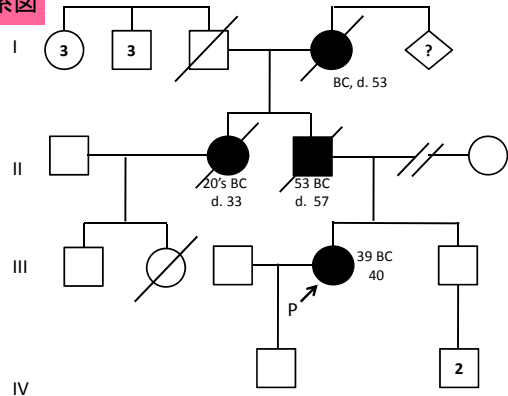 系図
I
3
3
?
BC, d. 53
II
20's BC
d. 33
53 BC
d. 57
III
39 BC
40
P
2
IV